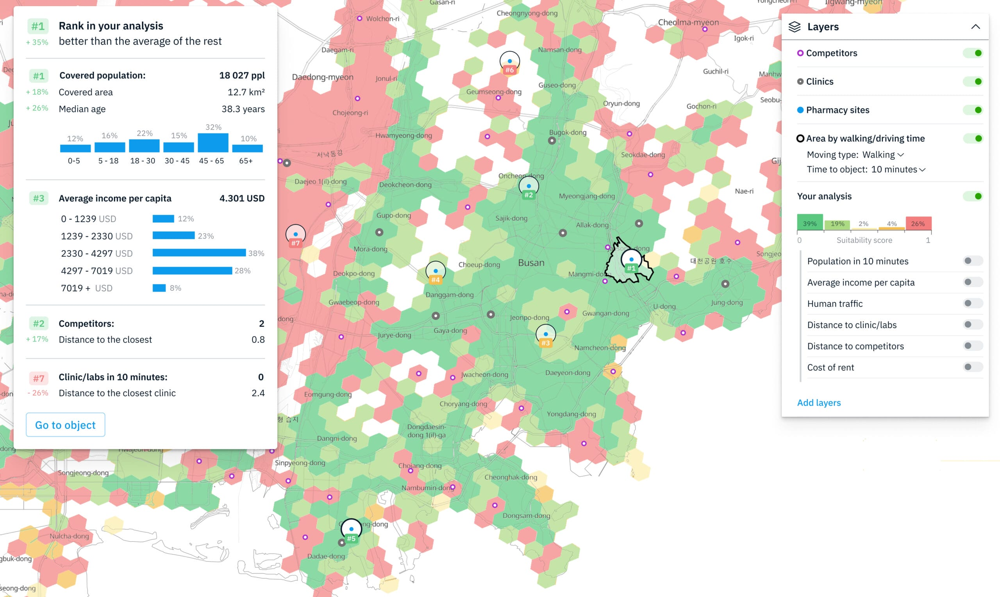 #1
Rank in your analysis
+ 35%
better than the average of the rest
#1
Covered population:
18 027 ppl
+ 18%
Covered area
12.7 km²
+ 26%
Median age
38.3 years
12%
16%
22%
15%
32%
10%
0-5
5 - 18
18 - 30
30 - 45
45 - 65
65+
#3
Average income per capita
4.301 USD
0 - 1239 USD
12%
1239 - 2330 USD
23%
2330 - 4297 USD
38%
4297 - 7019 USD
28%
7019 + USD
8%
#2
Competitors:
2
+ 17%
Distance to the closest
0.8
#7
Clinic/labs in 10 minutes:
0
- 26%
Distance to the closest clinic
2.4
Go to object
Gasan-ri
Wolchon-ri
Cheongnyong-dong
Cheolma-myeon
Igok-ri
Daegam-ri
Namsan-dong
#6
Guchil-ri
Daedong-myeon
Jonul-ri
Guseo-dong
Geumseong-dong
Oryun-dong
Gochon-ri
Chojeong-ri
Hwamyeong-dong
Bugok-dong
서낙동강
Seokdae-dong
Oncheon-dong
Daejeo 1(il)-dong
Deokcheon-dong
#2
Myeongjang-dong
Nae-ri
Gupo-dong
Sajik-dong
Allak-dong
#7
Mora-dong
Busan
Choeup-dong
#1
대천공원 호수
Deokpo-dong
#4
Danggam-dong
Gwaebeop-dong
U-dong
Jung-dong
Jeonpo-dong
Gwangan-dong
Jurye-dong
Gaya-dong
#3
Namcheon-dong
Jwacheon-dong
Daeyeon-dong
Eomgung-dong
Choryang-dong
Yongdang-dong
형 습지
Dongdaesin-
dong 1(il)-ga
Dangni-dong
Sinpyeong-dong
Songjeong-dong
Chojang-dong
Cheonghak-dong
Nambumin-dong
Dongsam-dong
#5
Nulcha-dong
Dadae-dong
gbuk-dong
seong-dong
Layers
Competitors
Clinics
Pharmacy sites
Area by walking/driving time
Moving type: Walking
Time to object: 10 minutes
Your analysis
39%
19%
2%
4%
26%
0
Suitability score
1
Population in 10 minutes
Average income per capita
Human traffic
Distance to clinic/labs
Distance to competitors
Cost of rent
Add layers